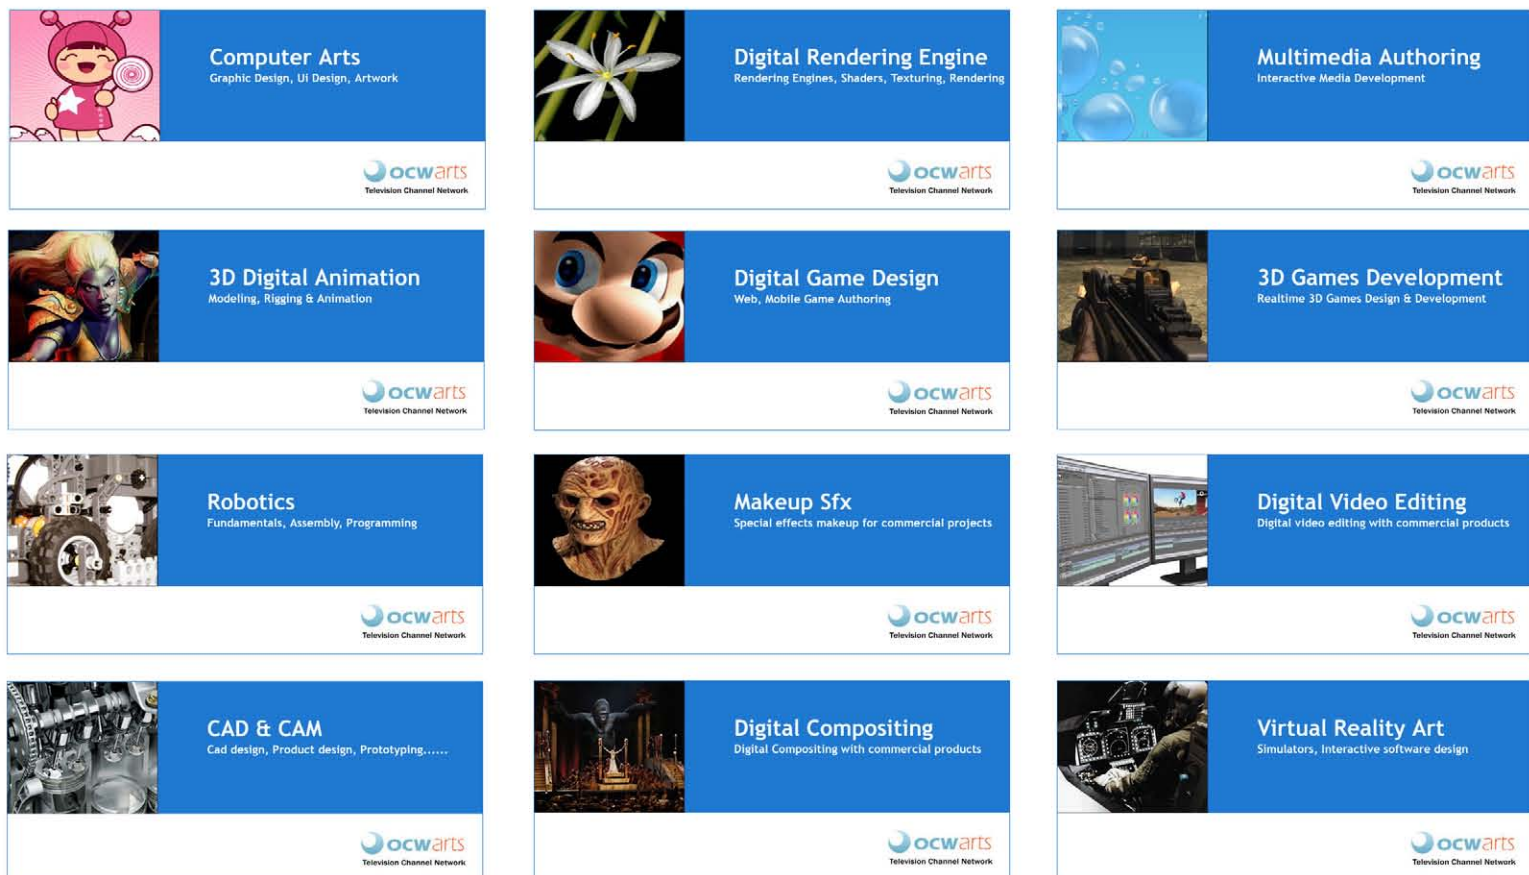 Computer Arts
Graphic Design, Ui Design, Artwork
ocwarts
Television Channel Network
Digital Rendering Engine
Rendering Engines, Shaders, Texturing, Rendering
ocwarts
Television Channel Network
Multimedia Authoring
Interactive Media Development
ocwarts
Television Channel Network
3D Digital Animation
Modeling, Rigging & Animation
ocwarts
Television Channel Network
Digital Game Design
Web, Mobile Game Authoring
ocwarts
Television Channel Network
3D Games Development
Realtime 3D Games Design & Development
ocwarts
Television Channel Network
Robotics
Fundamentals, Assembly, Programming
ocwarts
Television Channel Network
Makeup Sfx
Special effects makeup for commercial projects
ocwarts
Television Channel Network
Digital Video Editing
Digital video editing with commercial products
ocwarts
Television Channel Network
CAD & CAM
Cad design, Product design, Prototyping......
ocwarts
Television Channel Network
Digital Compositing
Digital Compositing with commercial products
ocwarts
Television Channel Network
Virtual Reality Art
Simulators, Interactive software design
ocwarts
Television Channel Network